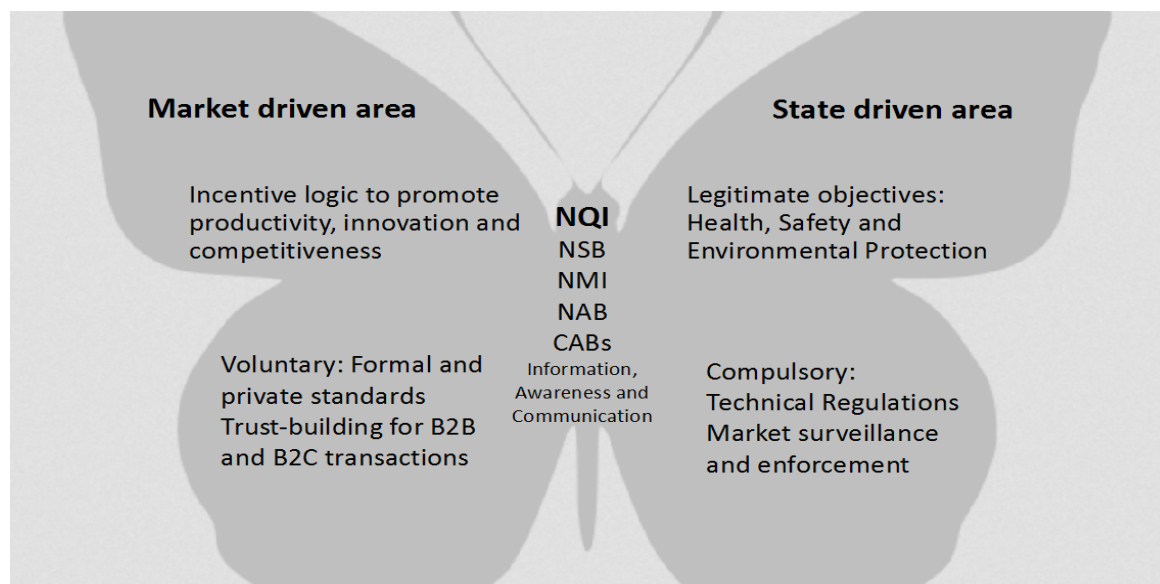 Market driven area
Incentive logic to promote
productivity, innovation and
competitiveness
Voluntary: Formal and
private standards
Trust-building for B2B
and B2C transactions
NQI
NSB
NMI
NAB
CABs
Information,
Awareness and
Communication
State driven area
Legitimate objectives:
Health, Safety and
Environmental Protection
Compulsory:
Technical Regulations
Market surveillance
and enforcement